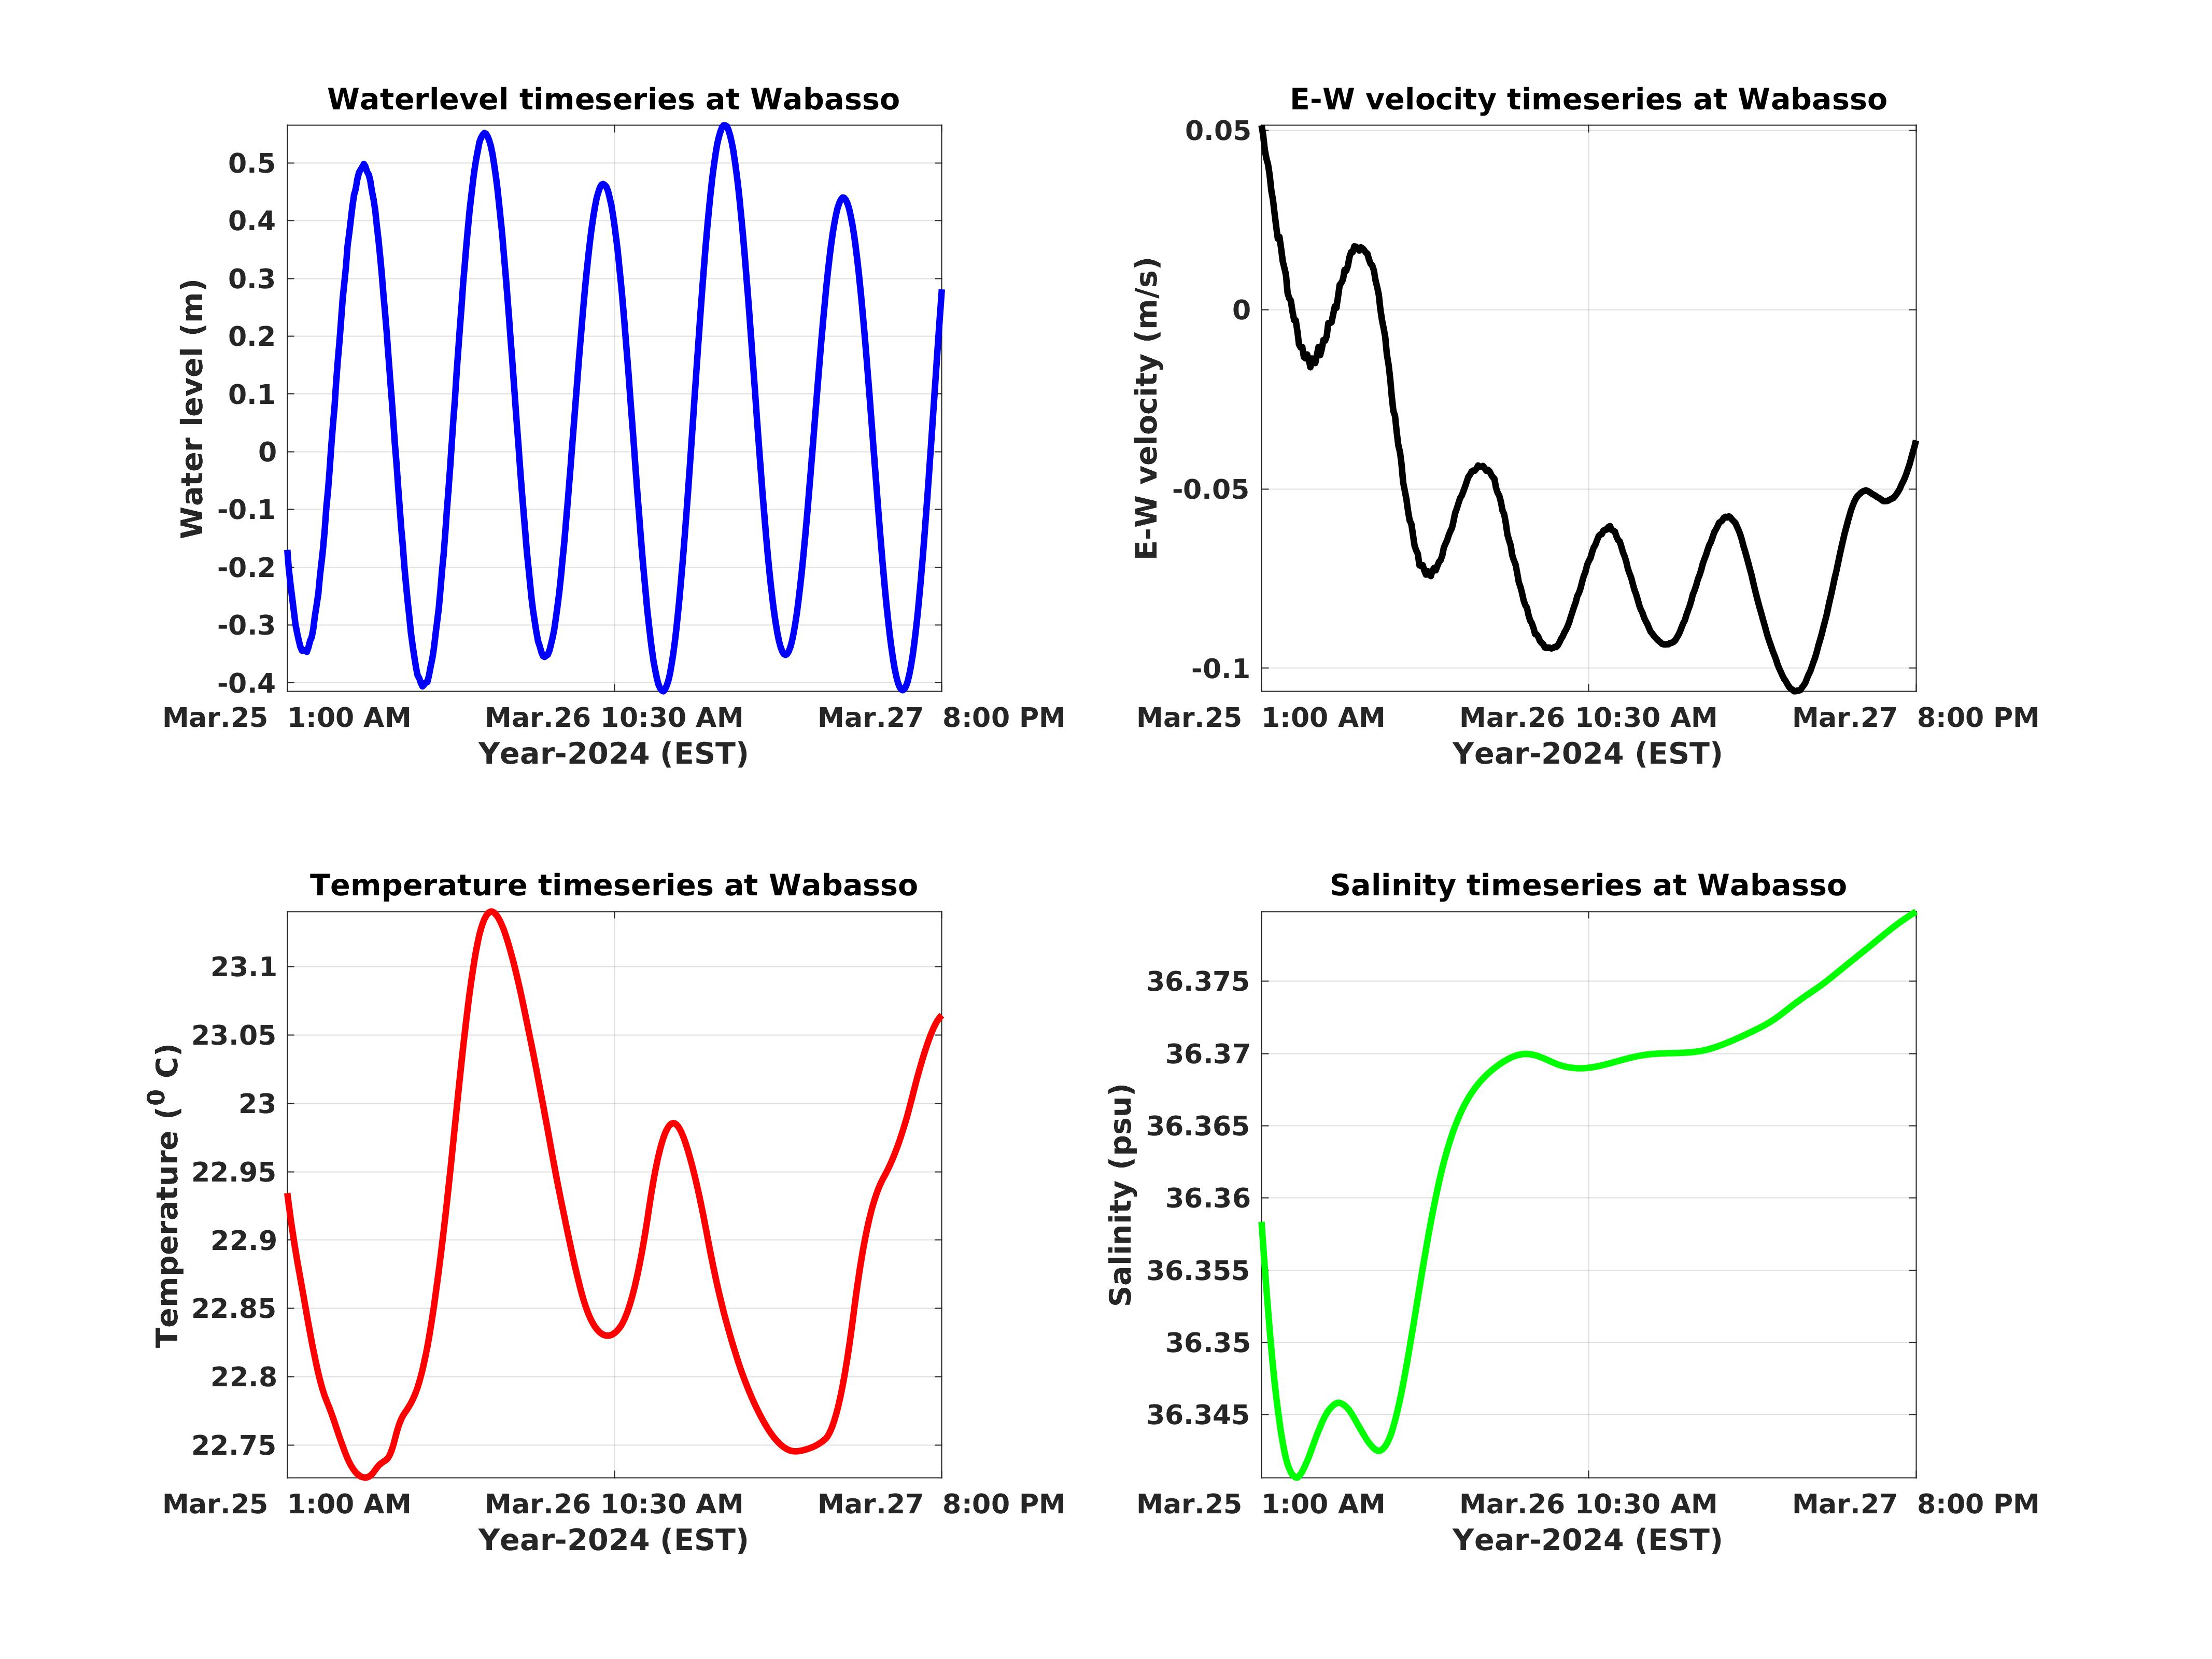 Waterlevel timeseries at Wabasso
0.5
0.4
0.3
0.2
0.1
0
-0.1
-0.2
-0.3
-0.4
Water level (m)
Mar.25 1:00 AM Mar.26 10:30 AM Mar.27 8:00 PM
Year-2024 (EST)
E-W velocity timeseries at Wabasso
0.05
0
-0.05
-0.1
E-W velocity (m/s)
Mar.25 1:00 AM Mar.26 10:30 AM Mar.27 8:00 PM
Year-2024 (EST)
Temperature timeseries at Wabasso
23.1
23.05
23
22.95
22.9
22.85
22.8
22.75
Temperature (⁰ C)
Mar.25 1:00 AM Mar.26 10:30 AM Mar.27 8:00 PM
Year-2024 (EST)
Salinity timeseries at Wabasso
36.375
36.37
36.365
36.36
36.355
36.35
36.345
Salinity (psu)
Mar.25 1:00 AM Mar.26 10:30 AM Mar.27 8:00 PM
Year-2024 (EST)